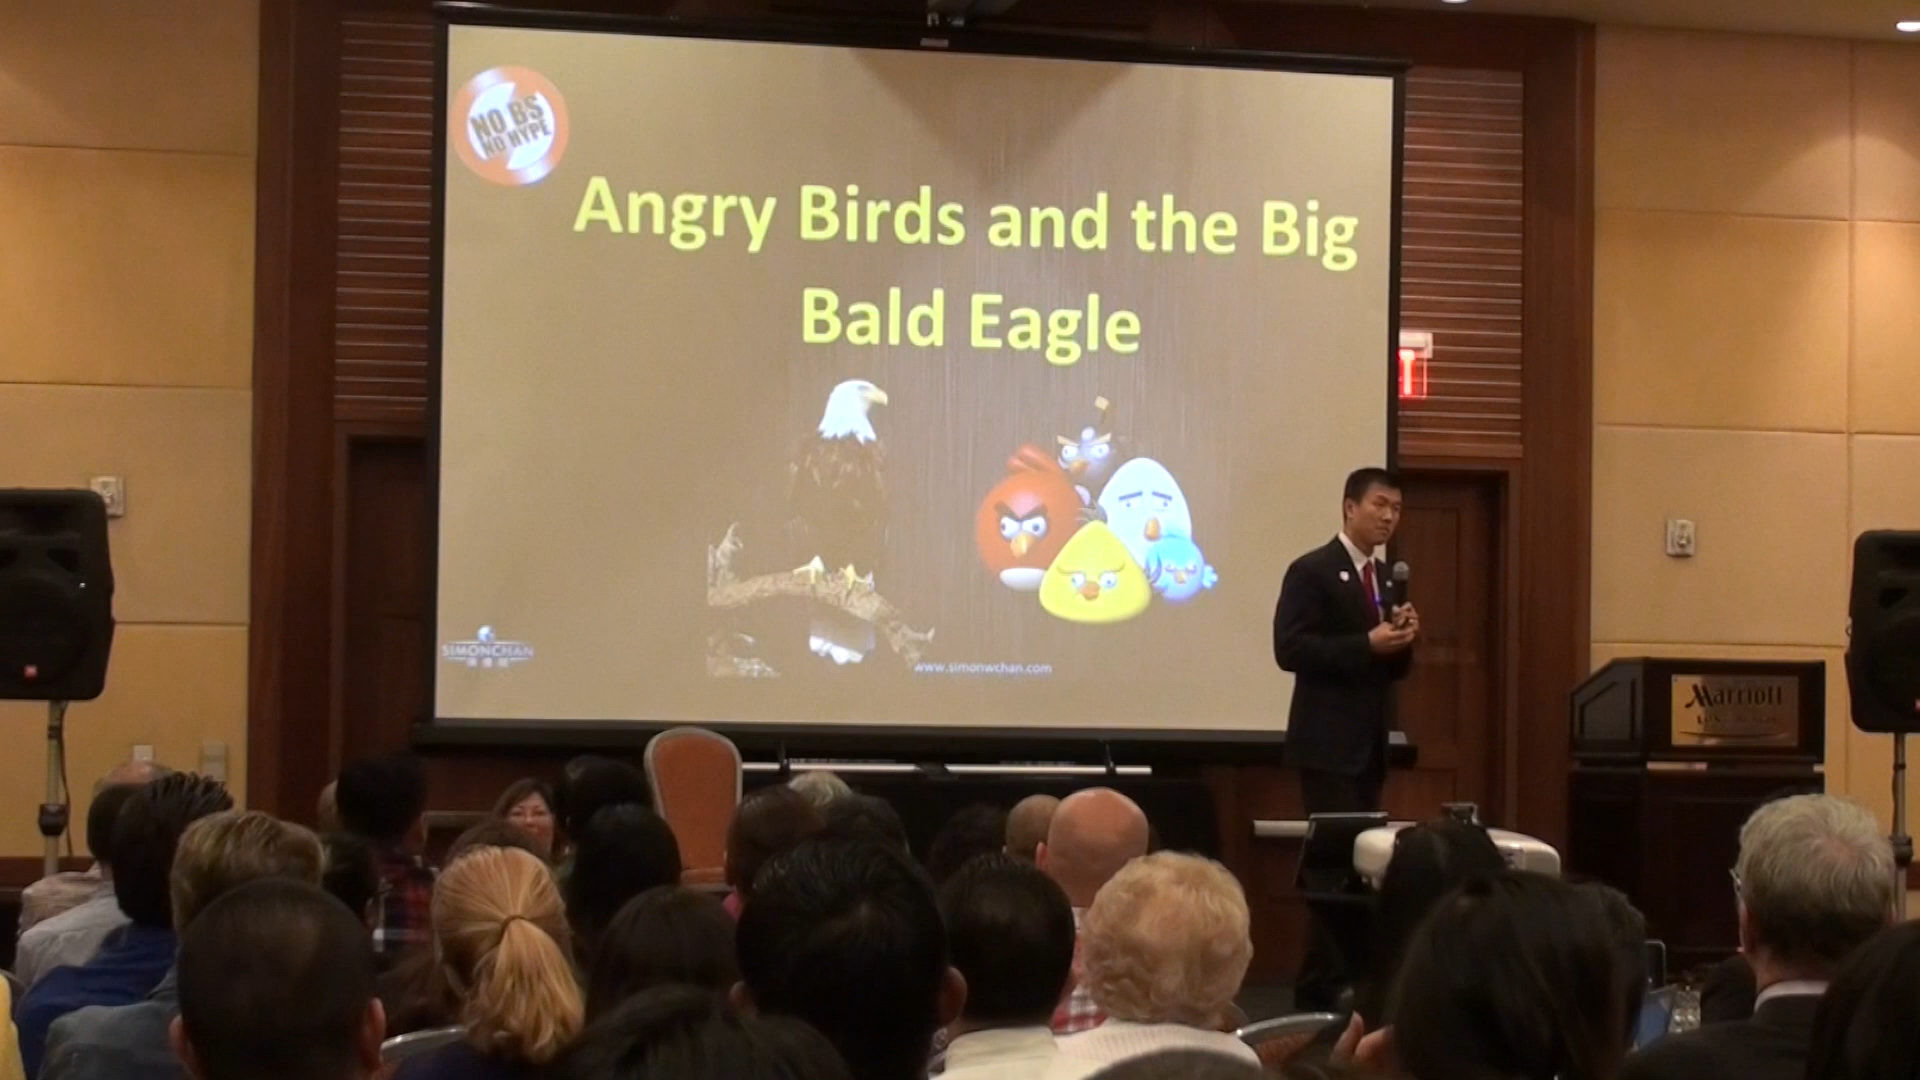 NO BS
NO HYPE
Angry Birds and the Big
Bald Eagle
SIMONCHAN
www.simonwchan.com
T
Marriott